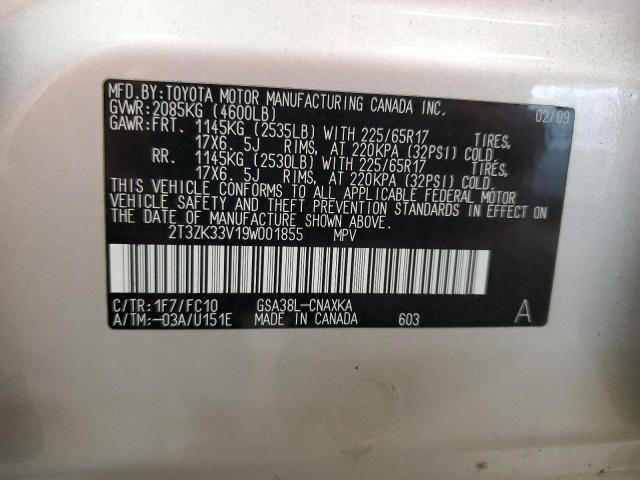 MFD.BY:TOYOTA MOTOR MANUFACTURING CANADA INC.
GVWR:2085KG (4600LB) 02/09
GAWR:FRT. 1145KG (2535LB) WITH 225/65R17 TIRES,
17X6. 5J RIMS, AT 220KPA (32PSI) COLD.
RR. 1145KG (2530LB) WITH 225/65R17 TIRES,
17X6. 5J RIMS, AT 220KPA (32PSI) COLD.
THIS VEHICLE CONFORMS TO ALL APPLICABLE FEDERAL MOTOR
VEHICLE SAFETY AND THEFT PREVENTION STANDARDS IN EFFECT ON
THE DATE OF MANUFACTURE SHOWN ABOVE.
2T3ZK33V19W001855 MPV
C/TR:1F7/FC10 GSA38L-CNAXKA
A/TM:-03A/U151E MADE IN CANADA 603 A